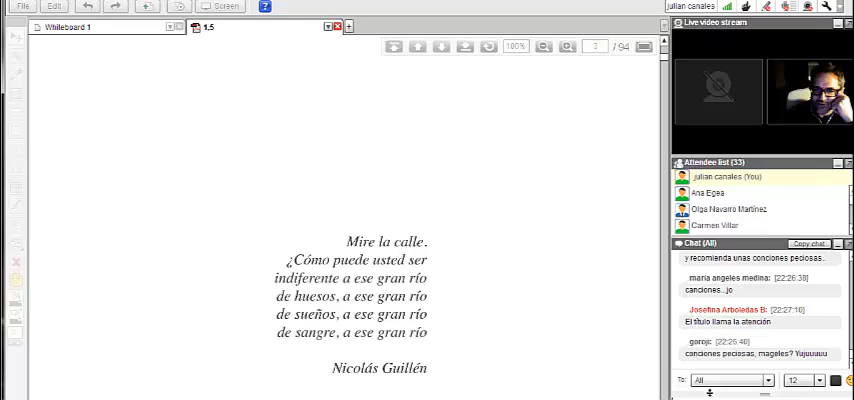 File
Edit
Screen
?
julian canales
Whiteboard 1
1,5
100%
3 / 94
Live video stream
Attendee list (33)
julian canales (You)
Ana Egea
Olga Navarro Martínez
Carmen Villar
Chat (All)
Copy chat
y recomienda unas conciones peciosas..
maria angeles medina: [22:26:38]
canciones...jo
Josefina Arboledas B: [22:27:10]
El título llama la atención
goroji: [22:26:40]
conciones peciosas, mageles? Yujuuuuu
To:
All
12
Mire la calle.
¿Cómo puede usted ser
indiferente a ese gran río
de huesos, a ese gran río
de sueños, a ese gran río
de sangre, a ese gran río
Nicolás Guillén